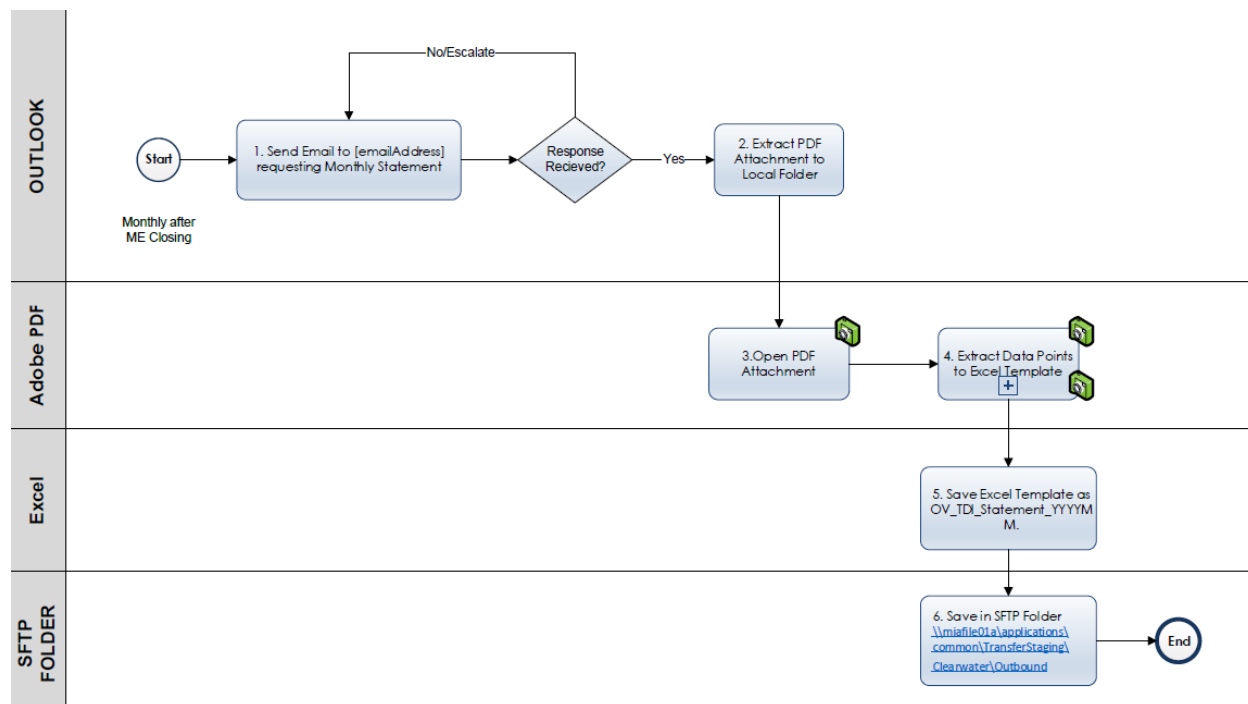 OUTLOOK
No/Escalate
Start
1. Send Email to [emailAddress]
requesting Monthly Statement
Response
Recieved?
Yes
2. Extract PDF
Attachment to
Local Folder
Monthly after
ME Closing
Adobe PDF
3.Open PDF
Attachment
4. Extract Data Points
to Excel Template
Excel
5. Save Excel Template as
OV_TDI_Statement_YYYYM
M.
SFTP
FOLDER
6. Save in SFTP Folder
\\miafile01a\applications\
common\TransferStaging\
Clearwater\Outbound
End